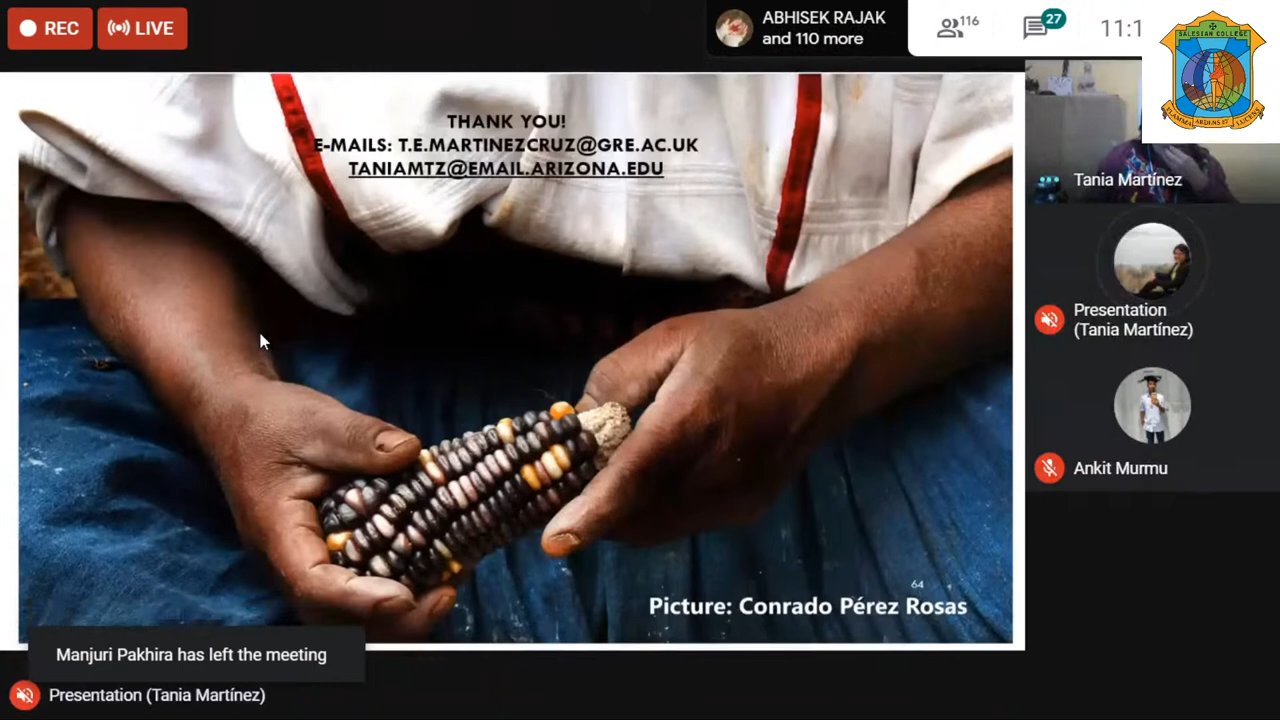 REC
LIVE
ABHISEK RAJAK
and 110 more
116
27
11:1
SALESIAN COLLEGE
THANK YOU!
E-MAILS: T.E.MARTINEZCRUZ@GRE.AC.UK
TANIAMTZ@EMAIL.ARIZONA.EDU
Tania Martínez
Presentation
(Tania Martínez)
Ankit Murmu
64
Picture: Conrado Pérez Rosas
Manjuri Pakhira has left the meeting
Presentation (Tania Martínez)